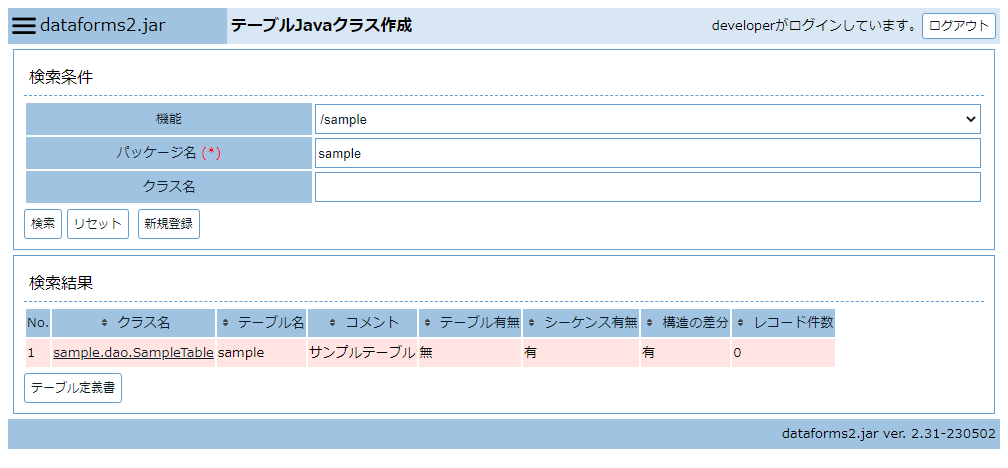 dataforms2.jar テーブルJavaクラス作成 developerがログインしています。 ログアウト
検索条件
機能 /sample
パッケージ名 (*) sample
クラス名
検索 リセット 新規登録
検索結果
No. クラス名 テーブル名 コメント テーブル有無 シーケンス有無 構造の差分 レコード件数
1 sample.dao.SampleTable sample サンプルテーブル 無 有 有 0
テーブル定義書
dataforms2.jar ver. 2.31-230502